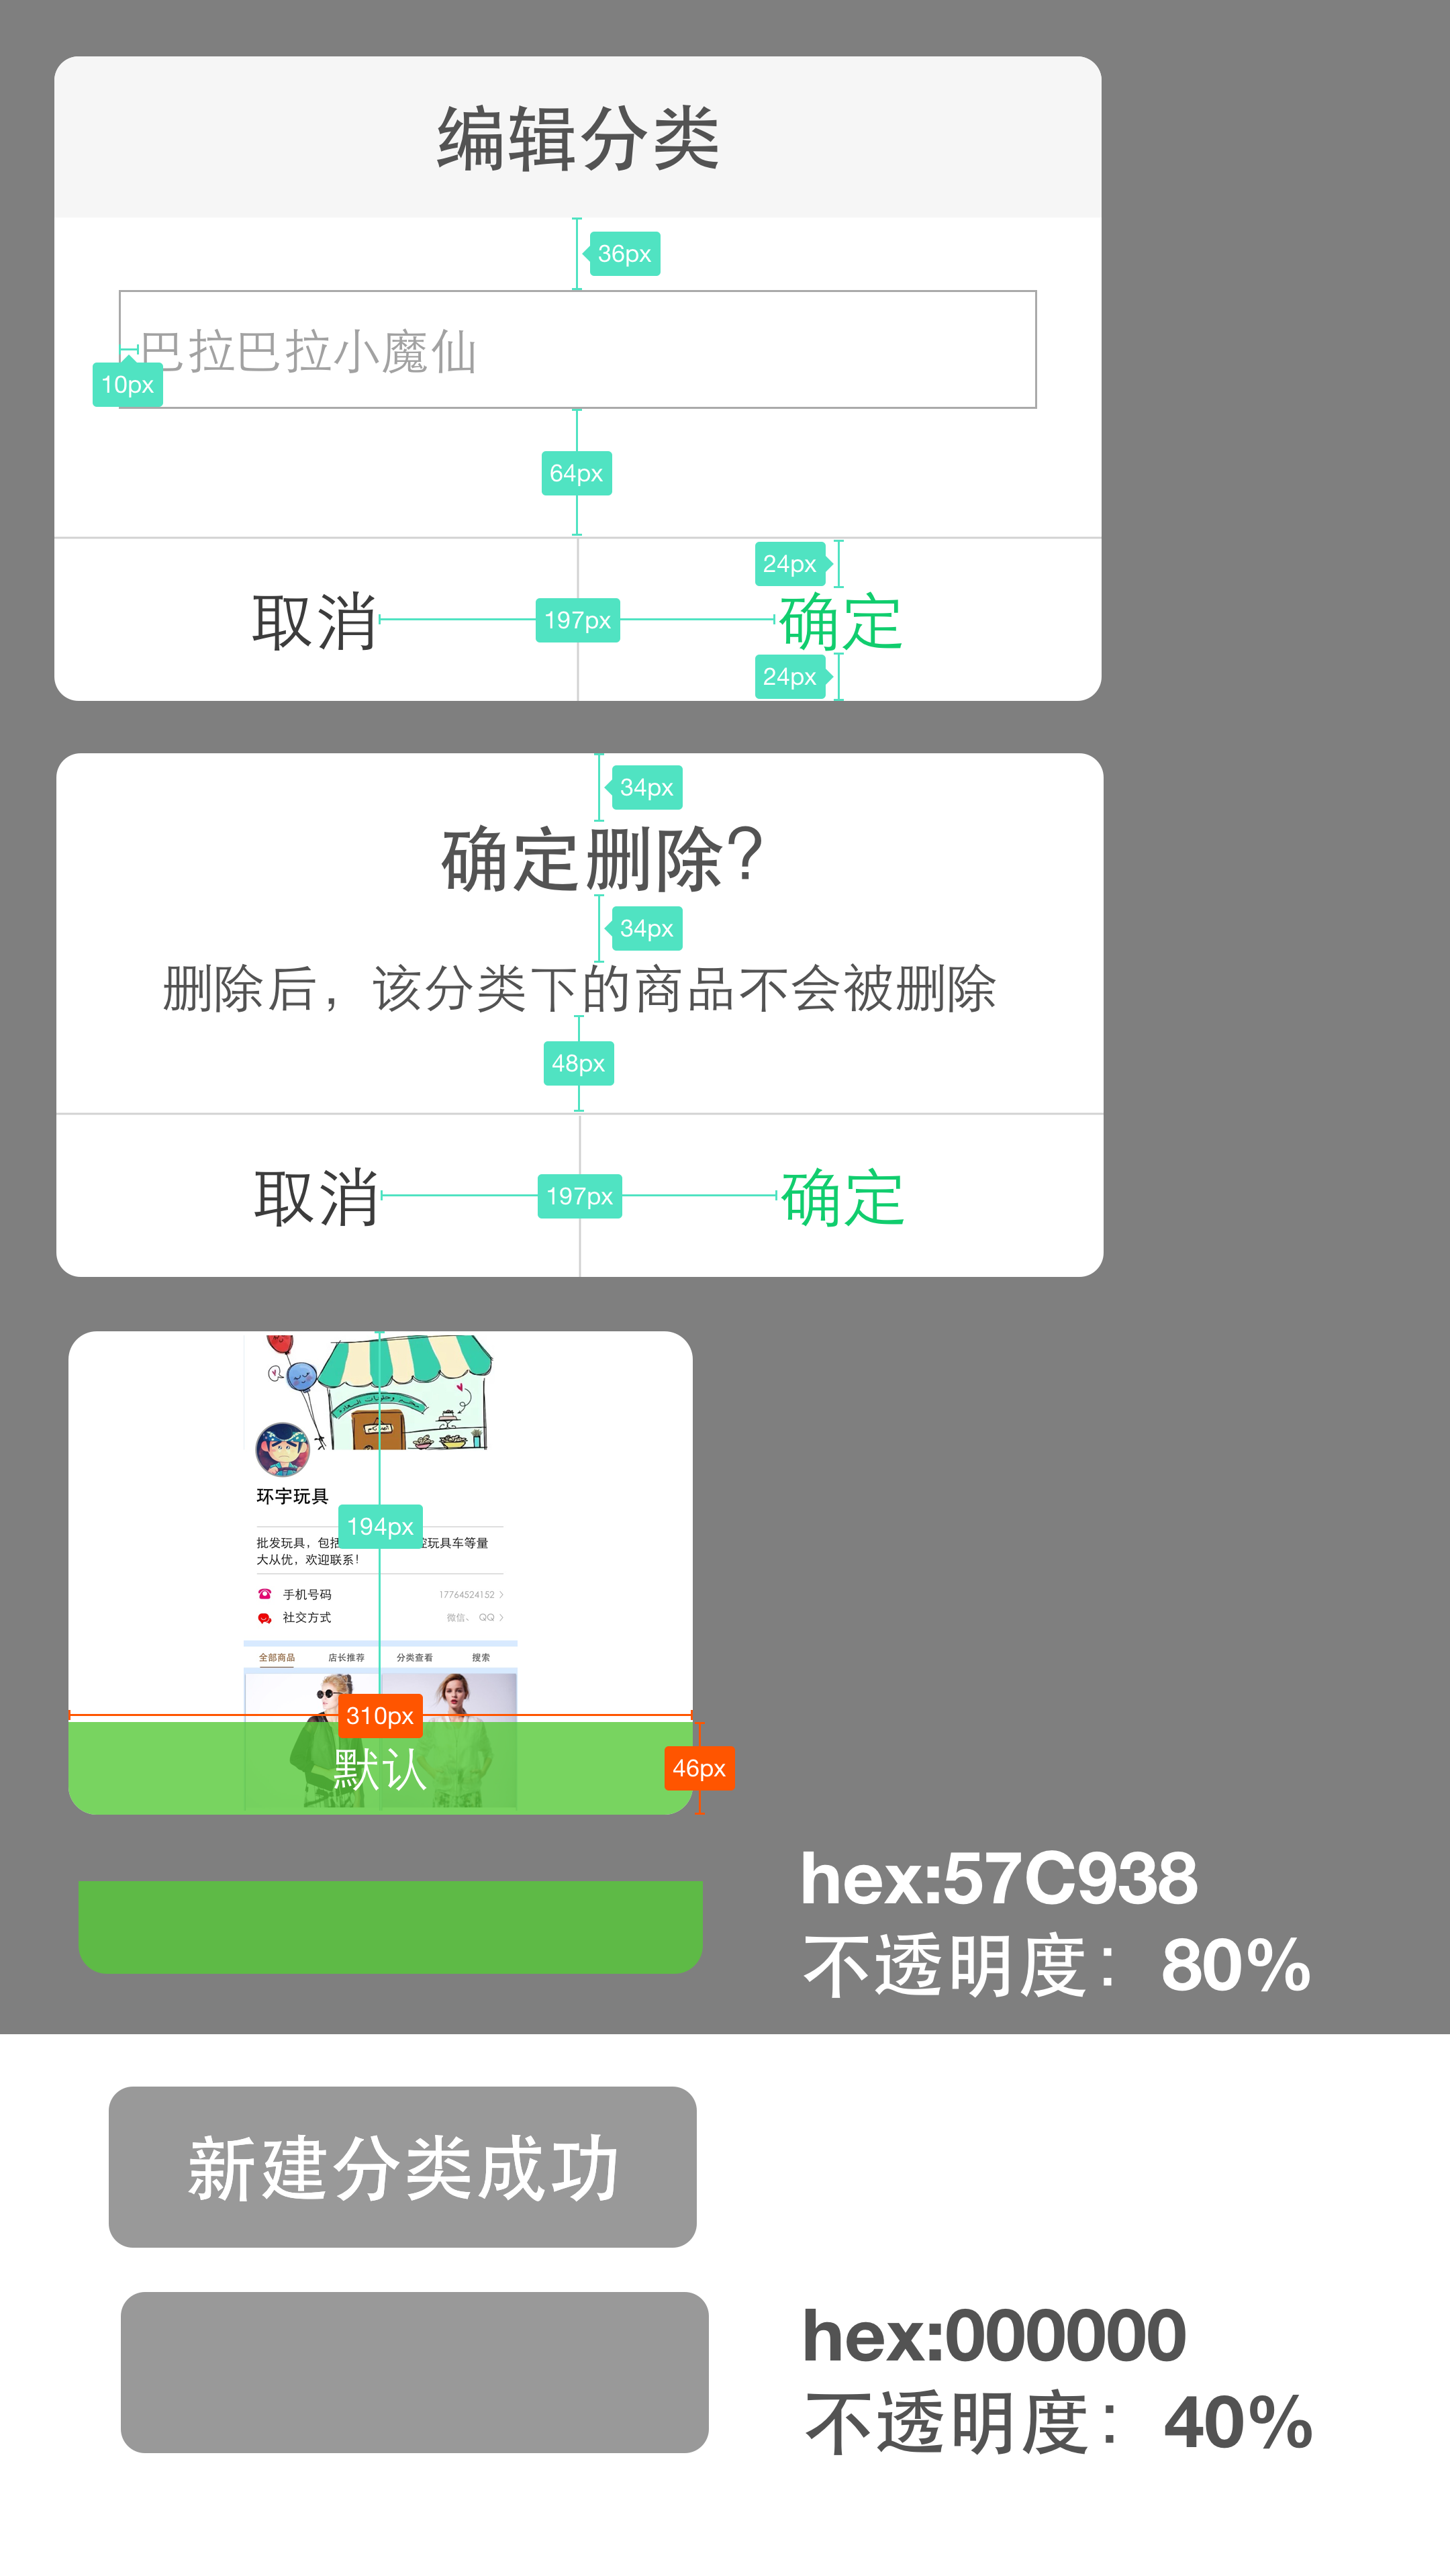 编辑分类
36px
巴拉巴拉小魔仙
10px
64px
24px
取消
197px
确定
24px
34px
确定删除?
34px
删除后，该分类下的商品不会被删除
48px
取消
197px
确定
环宇玩具
194px
批发玩具，包括
玩具车等量
大从优，欢迎联系！
手机号码
17764524152
社交方式
微信、 QQ
全部商品
店长推荐
分类查看
搜索
310px
默认
46px
hex:57C938
不透明度：80%
新建分类成功
hex:000000
不透明度：40%